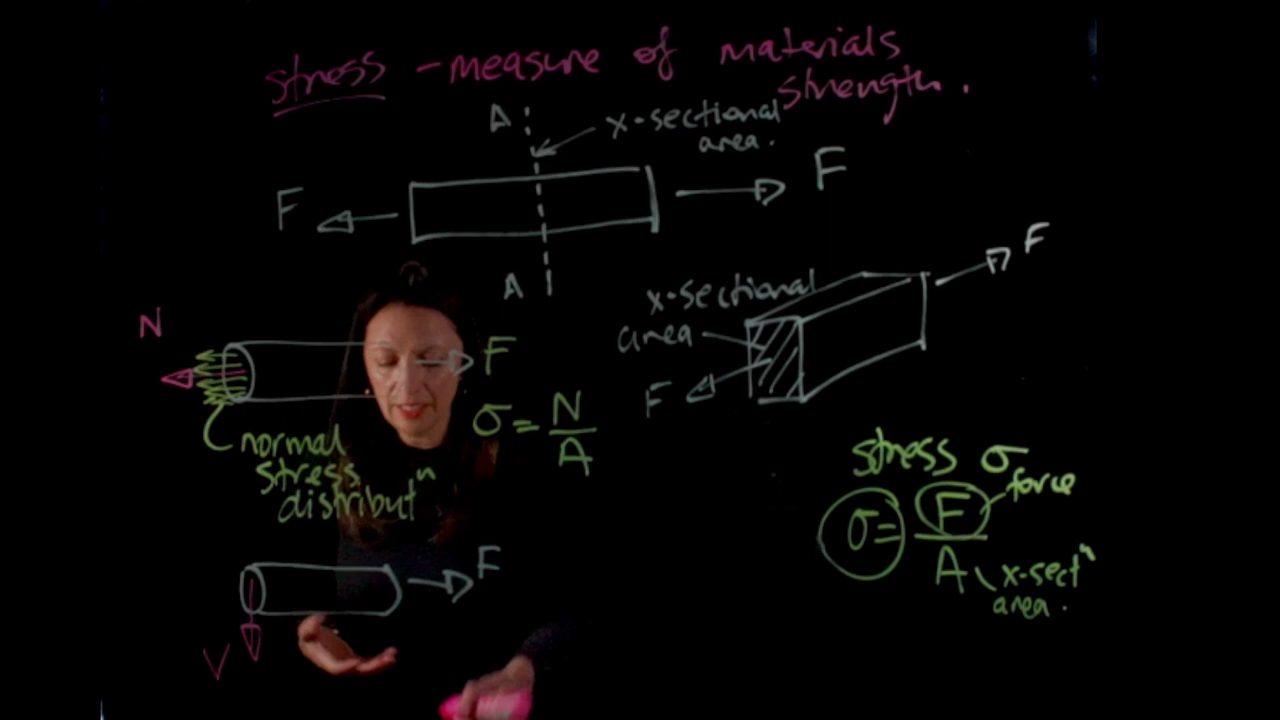 stress - measure of materials
strength.
A
x-sectional
area.
F
F
A
x-sectional
area
F
F
N
F
σ = N
A
normal
stress
distributⁿ
stress σ
σ = F
force
A
x-sectⁿ
area.
F
V